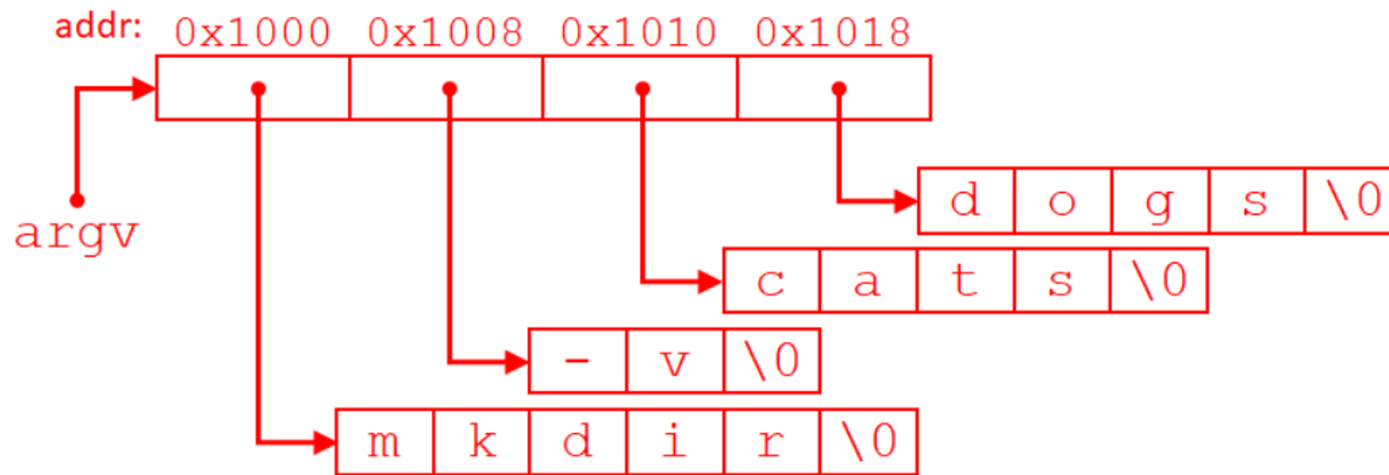 addr: 0x1000 0x1008 0x1010 0x1018
d o g s \0
argv
c a t s \0
- v \0
m k d i r \0